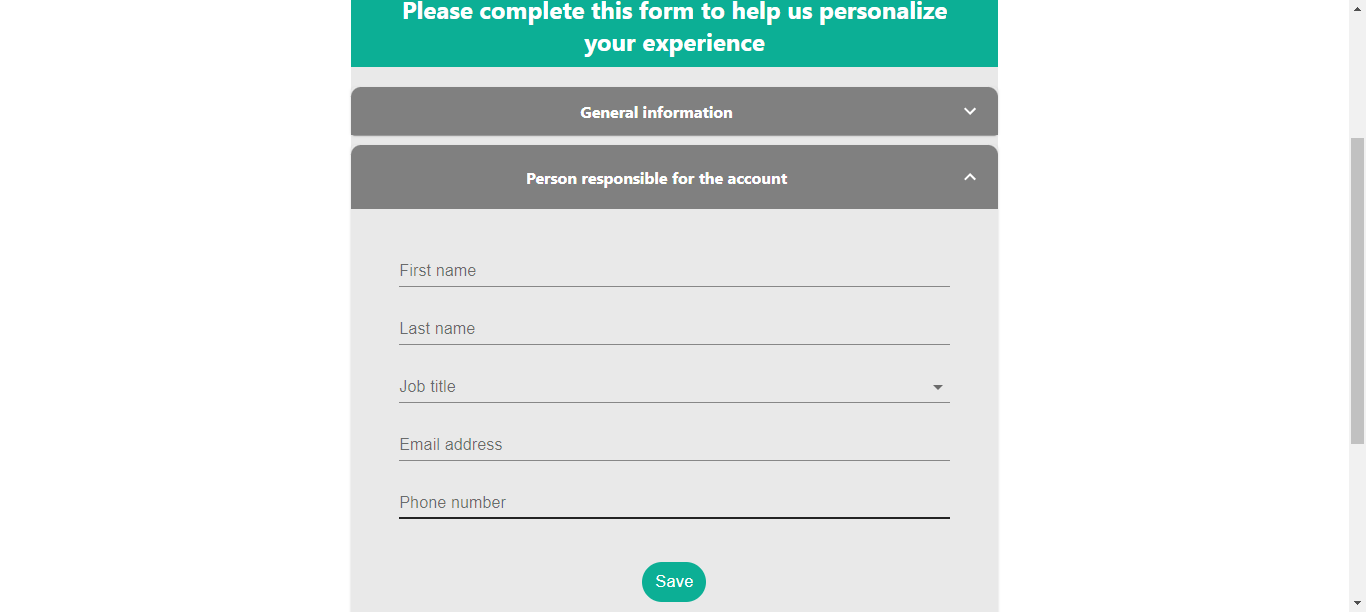 Please complete this form to help us personalize
your experience
General information
Person responsible for the account
First name
Last name
Job title
Email address
Phone number
Save